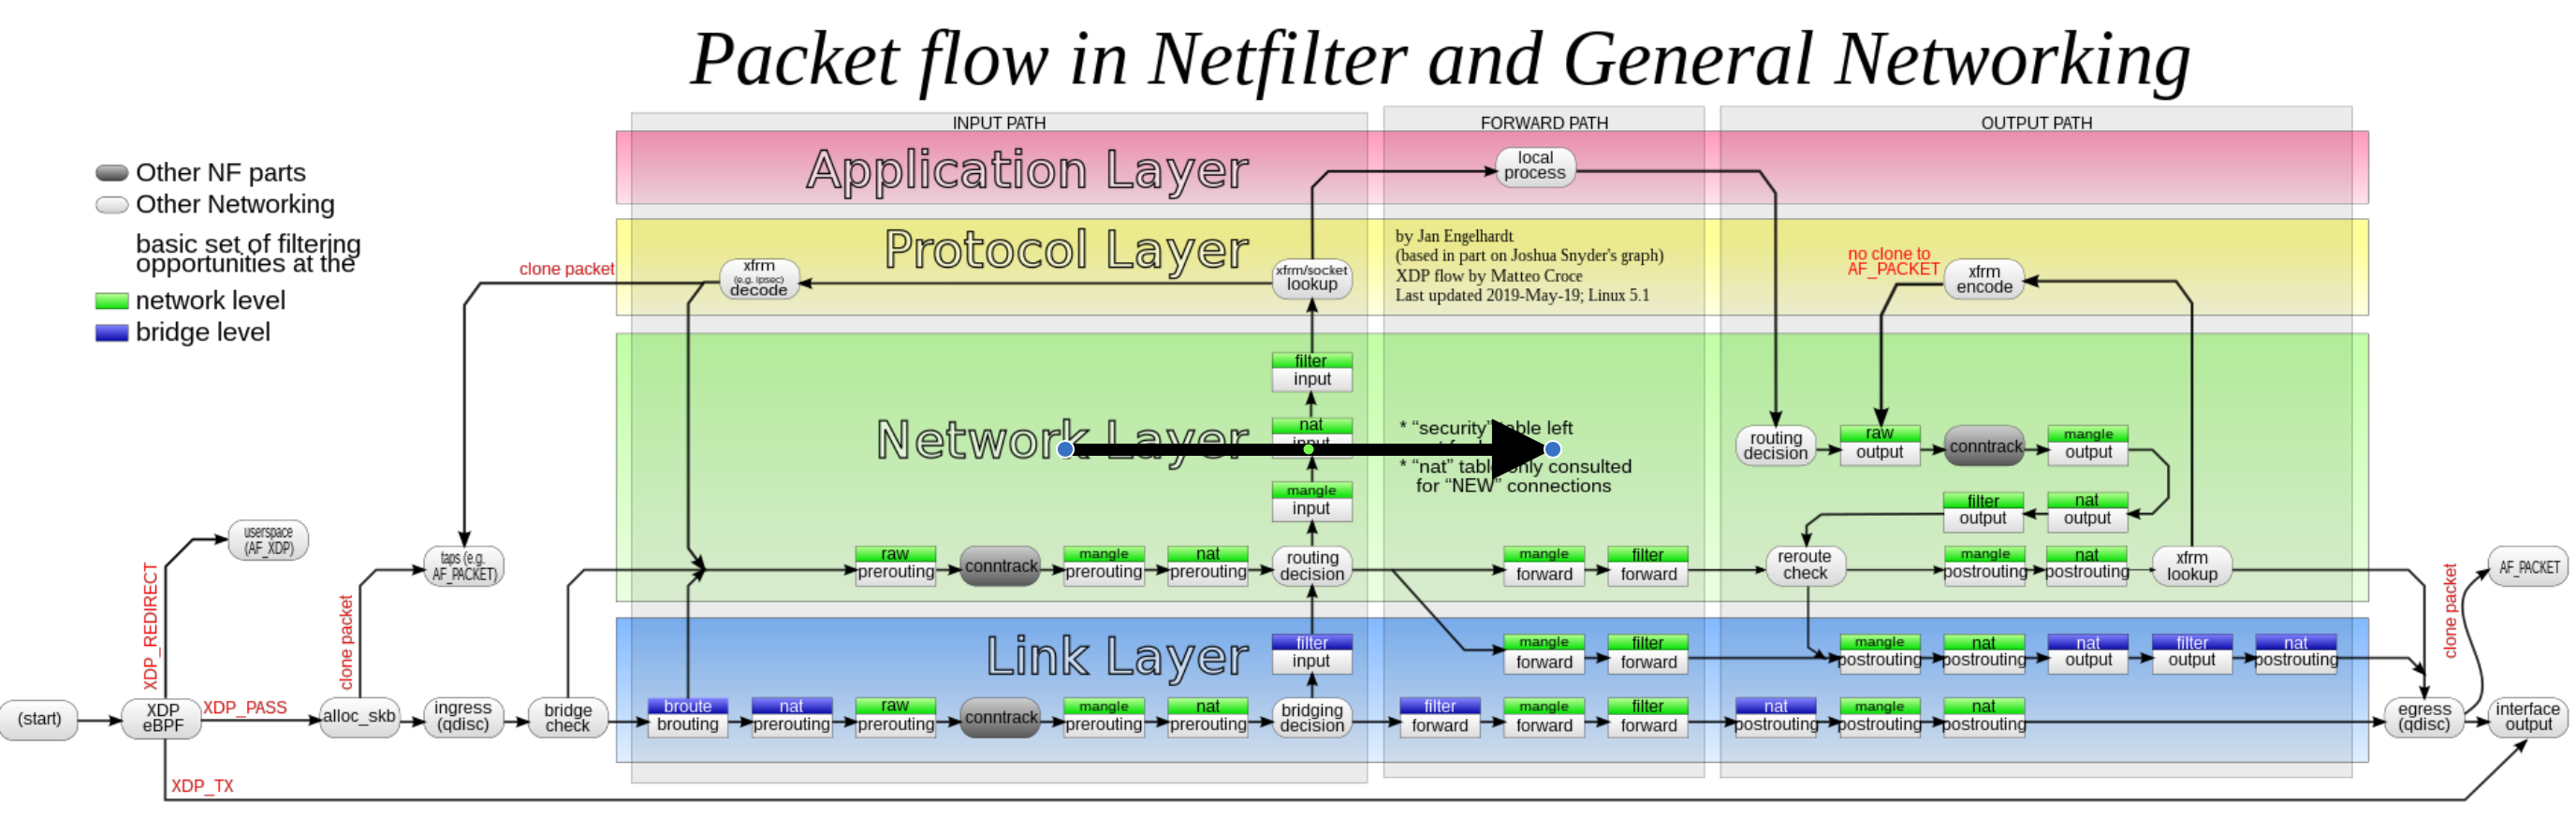 Packet flow in Netfilter and General Networking
INPUT PATH
FORWARD PATH
OUTPUT PATH
Other NF parts
Other Networking
basic set of filtering
opportunities at the
network level
bridge level
Application Layer
local
process
Protocol Layer
by Jan Engelhardt
(based in part on Joshua Snyder's graph)
XDP flow by Matteo Croce
Last updated 2019-May-19; Linux 5.1
clone packet
xfrm
(e.g. ipsec)
decode
xfrm/socket
lookup
no clone to
AF_PACKET
xfrm
encode
Network Layer
filter
input
nat
input
mangle
input
* “security” table left
* “nat” table only consulted
for “NEW” connections
routing
decision
raw
output
conntrack
mangle
output
filter
output
nat
output
userspace
(AF_XDP)
taps (e.g.
AF_PACKET)
raw
prerouting
conntrack
mangle
prerouting
nat
prerouting
routing
decision
mangle
forward
filter
forward
reroute
check
mangle
postrouting
nat
postrouting
xfrm
lookup
AF_PACKET
XDP_REDIRECT
clone packet
clone packet
Link Layer
filter
input
mangle
forward
filter
forward
mangle
postrouting
nat
postrouting
nat
output
filter
output
nat
postrouting
(start)
XDP
eBPF
XDP_PASS
alloc_skb
ingress
(qdisc)
bridge
check
broute
brouting
nat
prerouting
raw
prerouting
conntrack
mangle
prerouting
nat
prerouting
bridging
decision
filter
forward
mangle
forward
filter
forward
nat
postrouting
mangle
postrouting
nat
postrouting
egress
(qdisc)
interface
output
XDP_TX